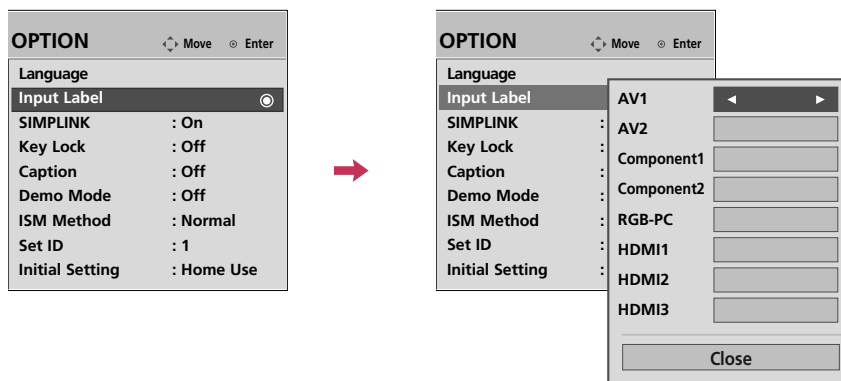 OPTION Move Enter
Language
Input Label
SIMPLINK : On
Key Lock : Off
Caption : Off
Demo Mode : Off
ISM Method : Normal
Set ID : 1
Initial Setting : Home Use
OPTION Move Enter
Language
Input Label
SIMPLINK :
Key Lock :
Caption :
Demo Mode :
ISM Method :
Set ID :
Initial Setting :
AV1
AV2
Component1
Component2
RGB-PC
HDMI1
HDMI2
HDMI3
Close